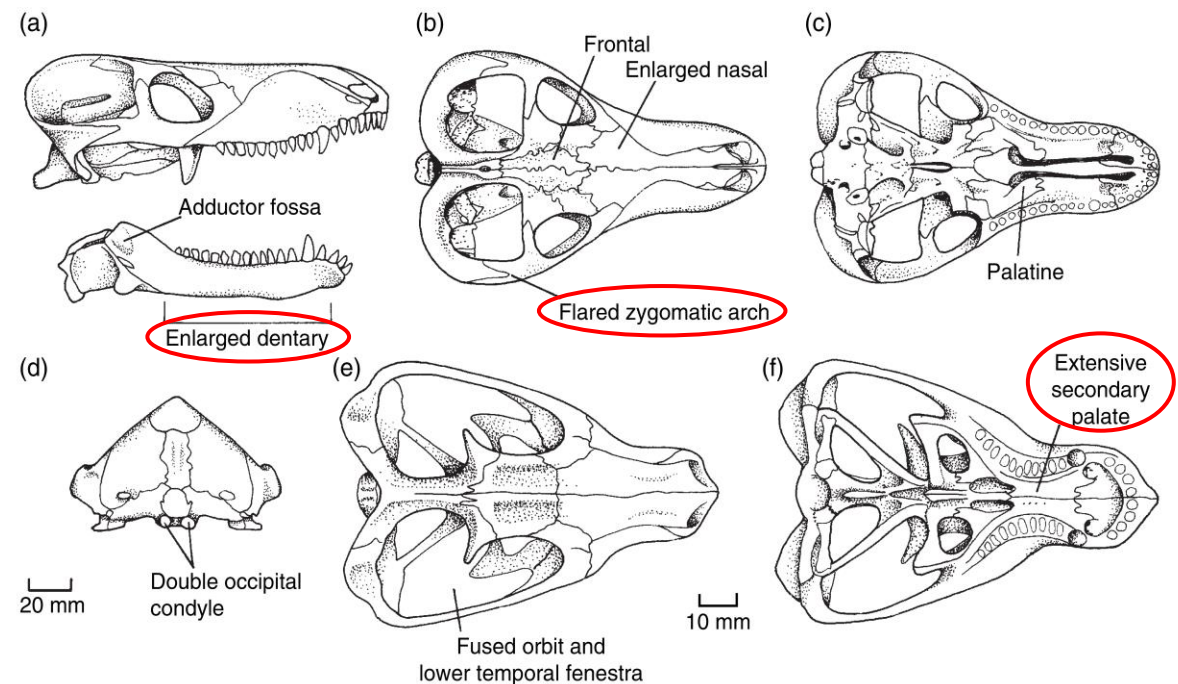 (a)
(b)
Frontal
Enlarged nasal
(c)
Adductor fossa
Palatine
Flared zygomatic arch
Enlarged dentary
(d)
(e)
(f)
Extensive
secondary
palate
Double occipital
condyle
20 mm
10 mm
Fused orbit and
lower temporal fenestra